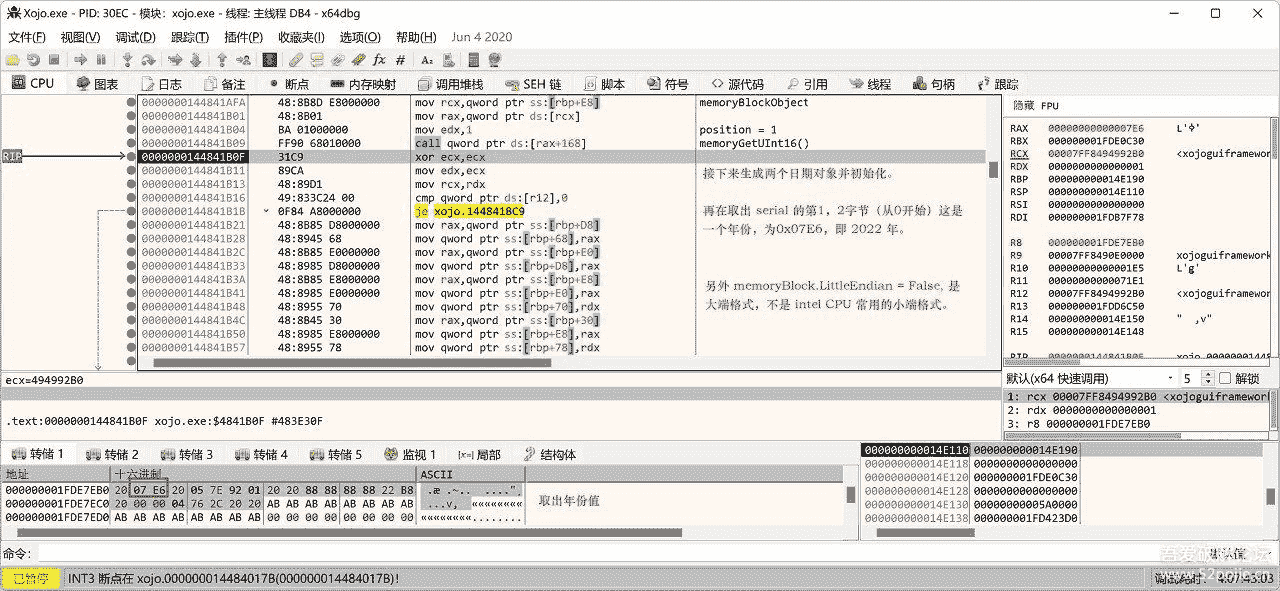 Xojo.exe - PID: 30EC - 模块: xojo.exe - 线程: 主线程 DB4 - x64dbg
文件(F) 视图(V) 调试(D) 跟踪(T) 插件(P) 收藏夹(I) 选项(O) 帮助(H) Jun 4 2020
CPU 图表 日志 备注 断点 内存映射 调用堆栈 SEH 链 脚本 符号 源代码 引用 线程 句柄 跟踪
0000000144841AFA 48:8B8D E8000000 mov rcx,qword ptr ss:[rbp+E8] memoryBlockObject
0000000144841B01 48:8B01 mov rax,qword ptr ds:[rcx]
0000000144841B04 BA 01000000 mov edx,1 position = 1
0000000144841B09 FF90 68010000 call qword ptr ds:[rax+168] memoryGetUInt16()
RIP 0000000144841B0F 31C9 xor ecx,ecx
0000000144841B11 89CA mov edx,ecx
0000000144841B13 48:89D1 mov rcx,rdx
0000000144841B16 49:833C24 00 cmp qword ptr ds:[r12],0
0000000144841B1B 0F84 A8000000 je xojo.144841BC9
0000000144841B21 48:8B85 D8000000 mov rax,qword ptr ss:[rbp+D8]
0000000144841B28 48:8945 68 mov qword ptr ss:[rbp+68],rax
0000000144841B2C 48:8B85 E0000000 mov rax,qword ptr ss:[rbp+E0]
0000000144841B33 48:8985 D8000000 mov qword ptr ss:[rbp+D8],rax
0000000144841B3A 48:8B85 E8000000 mov rax,qword ptr ss:[rbp+E8]
0000000144841B41 48:8985 E0000000 mov qword ptr ss:[rbp+E0],rax
0000000144841B48 48:8955 70 mov qword ptr ss:[rbp+70],rdx
0000000144841B4C 48:8B45 30 mov rax,qword ptr ss:[rbp+30]
0000000144841B50 48:8985 E8000000 mov qword ptr ss:[rbp+E8],rax
0000000144841B57 48:8955 78 mov qword ptr ss:[rbp+78],rdx
接下来生成两个日期对象并初始化。
再在取出 serial 的第1，2字节（从0开始）这是
一个年份，为0x07E6，即 2022 年。
另外 memoryBlock.LittleEndian = False, 是
大端格式，不是 intel CPU 常用的小端格式。
隐藏 FPU
RAX 00000000000007E6
RBX 000000001FDE0C30
RCX 00007FF8494992B0 <xojoguiframework
RDX 0000000000000001
RBP 000000000014E190
RSP 000000000014E110
RSI 0000000000000000
RDI 000000001FDB7F78
R8 000000001FDE7EB0
R9 00007FF8490E0000 xojoguiframework
R10 00000000000001E5 L'ǥ'
R11 00000000000071E1
R12 00007FF8494992B0 <xojoguiframework
R13 000000001FDD6C50
R14 000000000014E150
R15 000000000014E148
ecx=494992B0
.text:0000000144841B0F xojo.exe:$4841B0F #483E30F
默认(x64 快速调用) 5 解锁
1: rcx 00007FF8494992B0 <xojoguiframework
2: rdx 0000000000000001
3: r8 000000001FDE7EB0
转储 1 转储 2 转储 3 转储 4 转储 5 监视 1 局部 结构体
地址 十六进制 ASCII
000000001FDE7EB0 20 07 E6 20 05 7E 92 01 20 20 88 88 88 88 22 B8
000000001FDE7EC0 20 00 00 04 76 2C 20 20 AB AB AB AB AB AB AB AB
000000001FDE7ED0 AB AB AB AB AB AB AB AB 00 00 00 00 00 00 00 00
取出年份值
000000000014E110 000000000014E190
000000000014E118 0000000000000000
000000000014E120 000000001FDE0C30
000000000014E128 0000000000000000
000000000014E130 0000000005A0000
000000000014E138 000000001FD423D0
命令:
默认值
已暂停 INT3 断点在 xojo.000000014484017B(000000014484017B)!